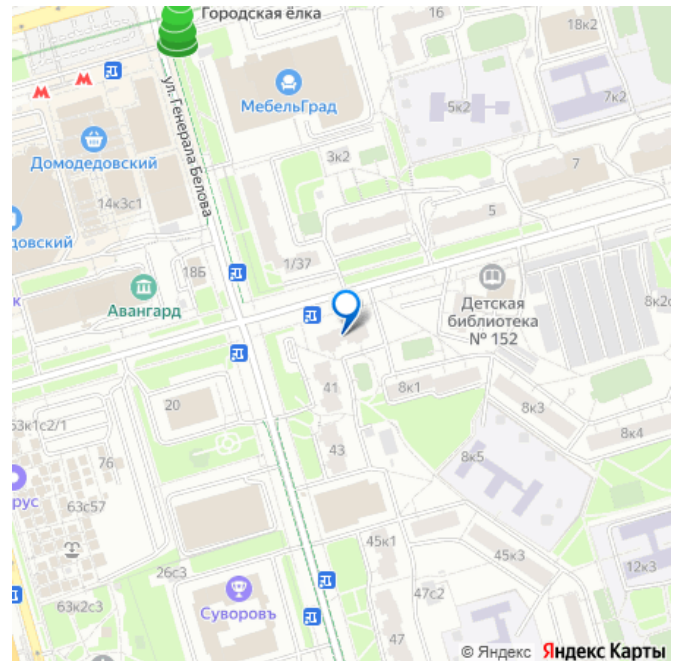 Городская ёлка
16
18к2
М
М
МебельГрад
5к2
7к2
ул. Генерала Белова
Домодедовский
3к2
7
14к3с1
5
довский
1/37
18Б
к
Авангард
Детская
библиотека
№ 152
8к2с
41
8к1
20
8к3
63к1с2/1
43
8к4
76
8к5
рус
63с57
45к1
45к3
26с3
12к3
47с2
Суворовъ
63к2с3
47
© Яндекс Яндекс Карты